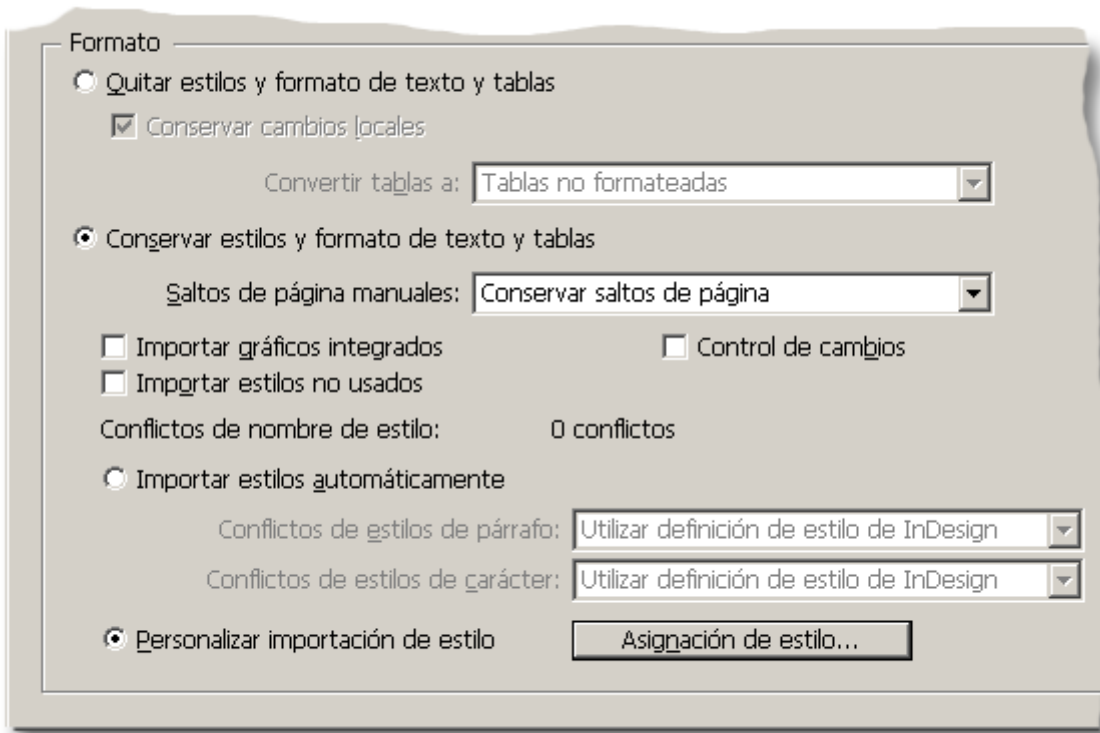 Formato
Quitar estilos y formato de texto y tablas
Conservar cambios locales
Convertir tablas a: Tablas no formateadas
Conservar estilos y formato de texto y tablas
Saltos de página manuales: Conservar saltos de página
Importar gráficos integrados Control de cambios
Importar estilos no usados
Conflictos de nombre de estilo: 0 conflictos
Importar estilos automáticamente
Conflictos de estilos de párrafo: Utilizar definición de estilo de InDesign
Conflictos de estilos de carácter: Utilizar definición de estilo de InDesign
Personalizar importación de estilo Asignación de estilo...